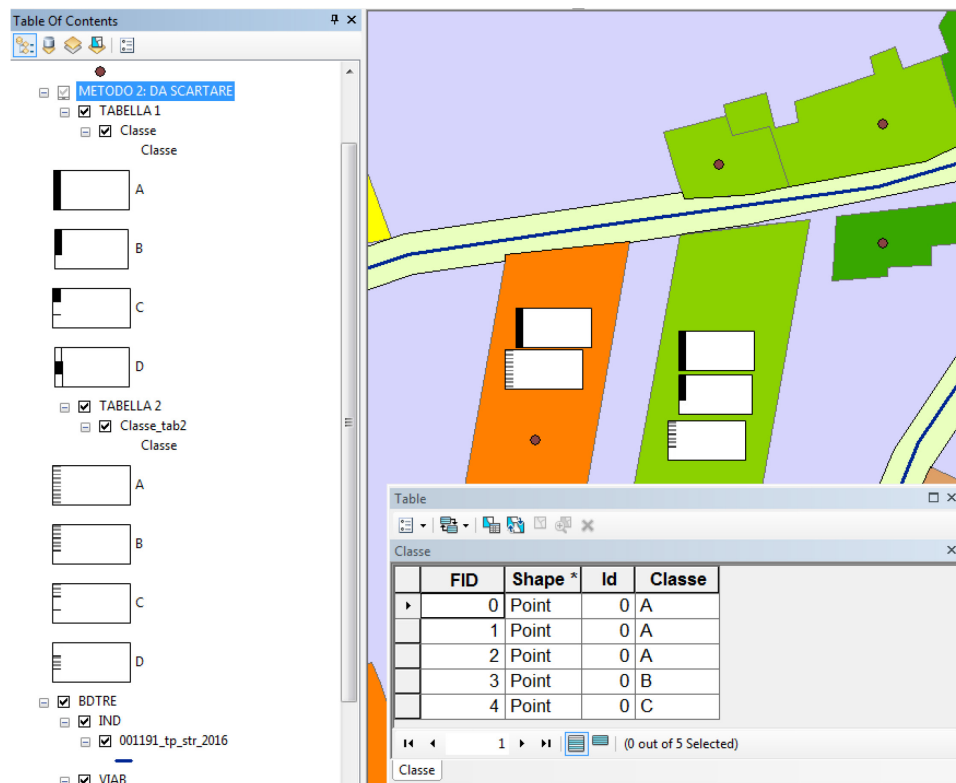 Table Of Contents
METODO 2: DA SCARTARE
TABELLA 1
Classe
Classe
A
B
C
D
TABELLA 2
Classe_tab2
Classe
A
B
C
D
BDTRE
IND
001191_tp_str_2016
VIAB
Table
Classe
FID Shape * Id Classe
0 Point 0 A
1 Point 0 A
2 Point 0 A
3 Point 0 B
4 Point 0 C
1 (0 out of 5 Selected)
Classe